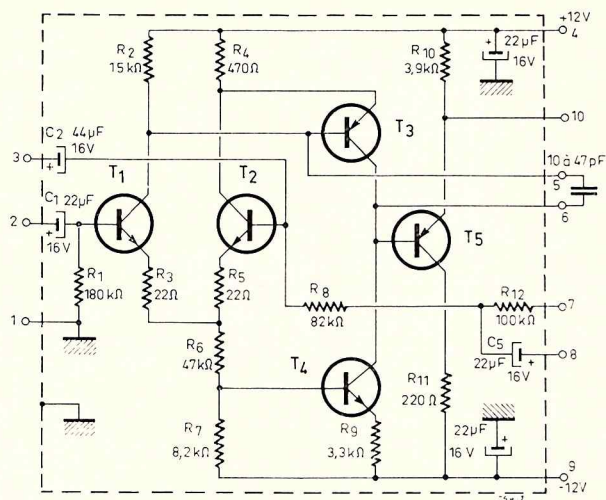 +12V
4
R2
15kΩ
R4
470Ω
R10
3,9kΩ
22µF
16V
10
T3
C2 44µF
16V
3
10 à 47pF
5
6
T1
T2
C1 22µF
2
16V
T5
R1
180kΩ
R3
22Ω
R5
22Ω
R8
82kΩ
R12
100kΩ
7
1
R6
47kΩ
T4
C5
22µF
16V
8
R11
220Ω
R7
8,2kΩ
R9
3,3kΩ
22µF
16V
9
-12V